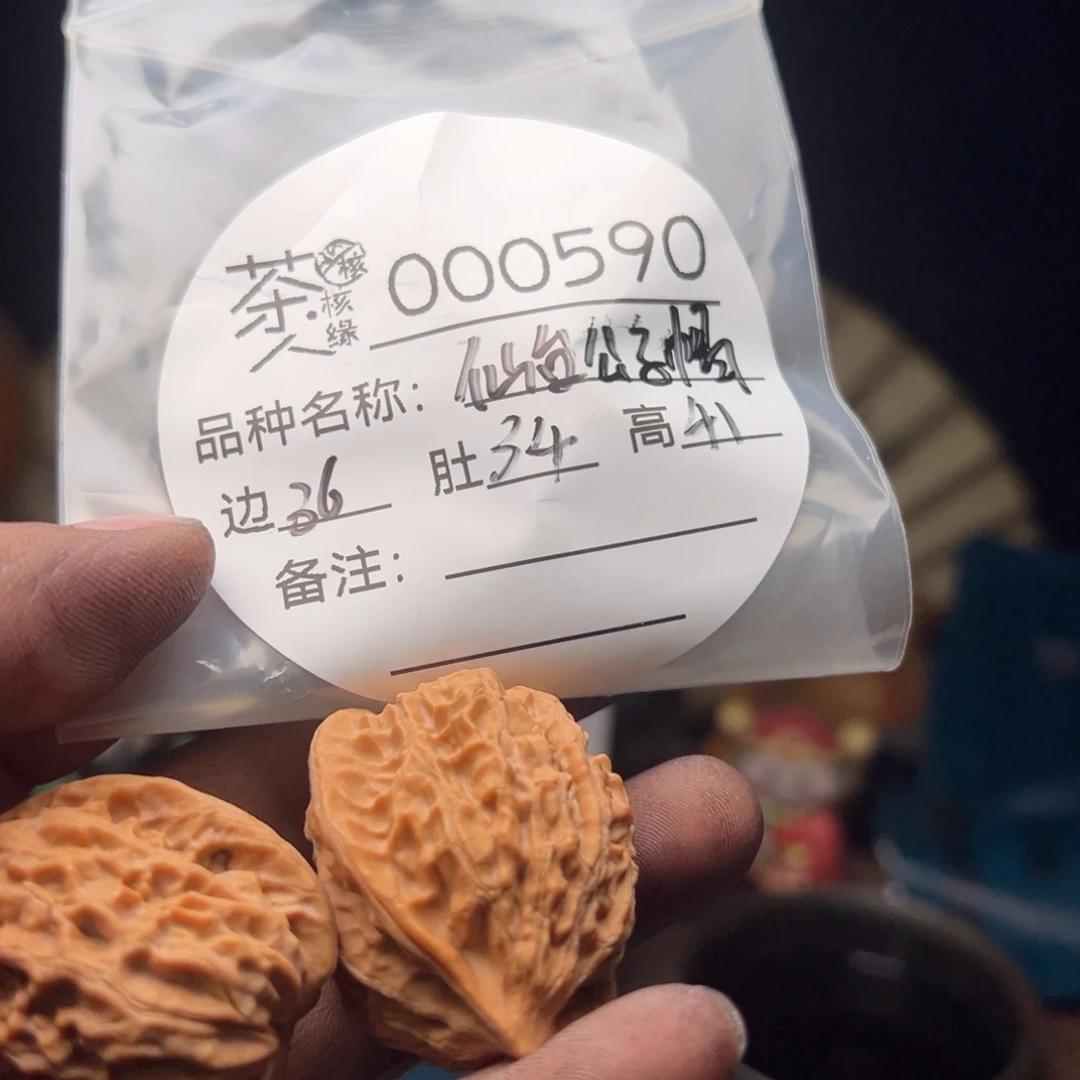 茶人 核缘 000590
品种名称: 仙台公子帽
边36 肚34 高41
备注: